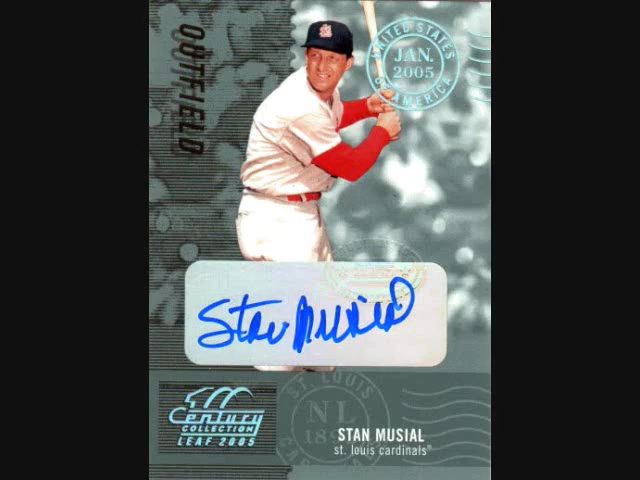 OUTFIELD
UNITED STATES
OF AMERICA
JAN.
2005
Stan Musial
Century
COLLECTION
LEAF 2005
ST. LOUIS
NL
STAN MUSIAL
st. louis cardinals®